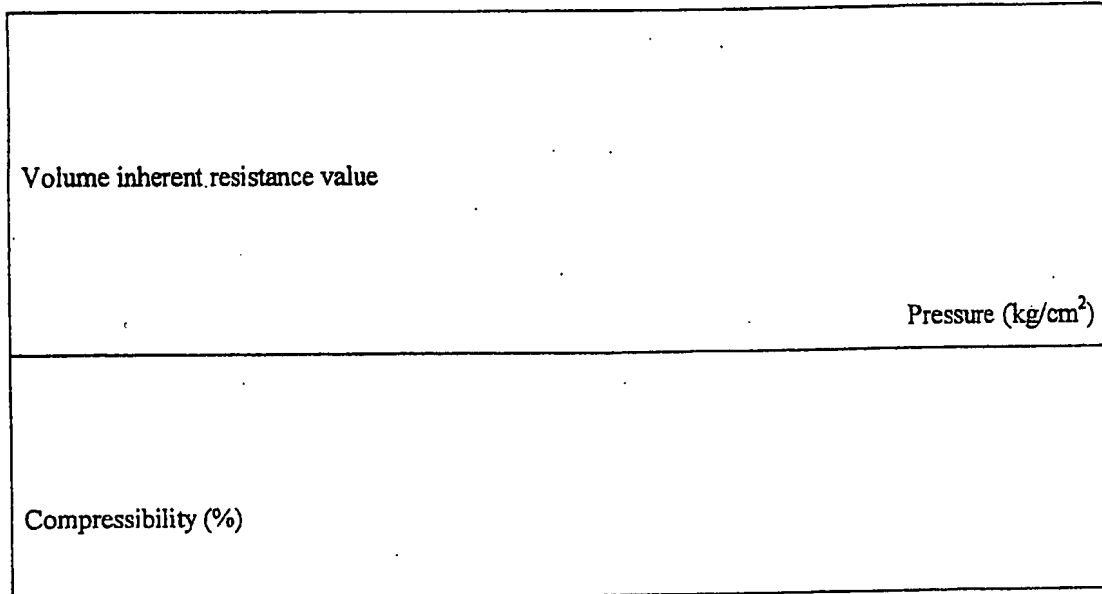 Volume inherent resistance value
Pressure (kg/cm²)
Compressibility (%)